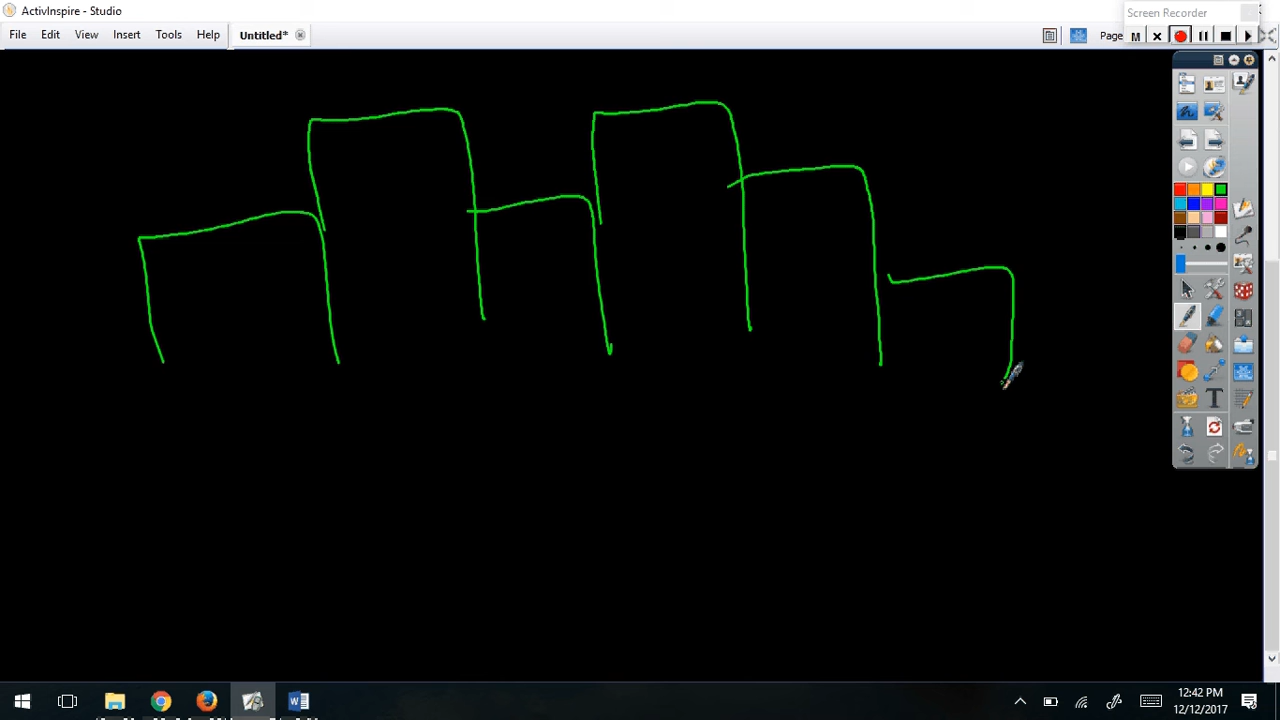 ActivInspire - Studio
Screen Recorder
File Edit View Insert Tools Help Untitled* Page
M
T
W
12:42 PM
12/12/2017